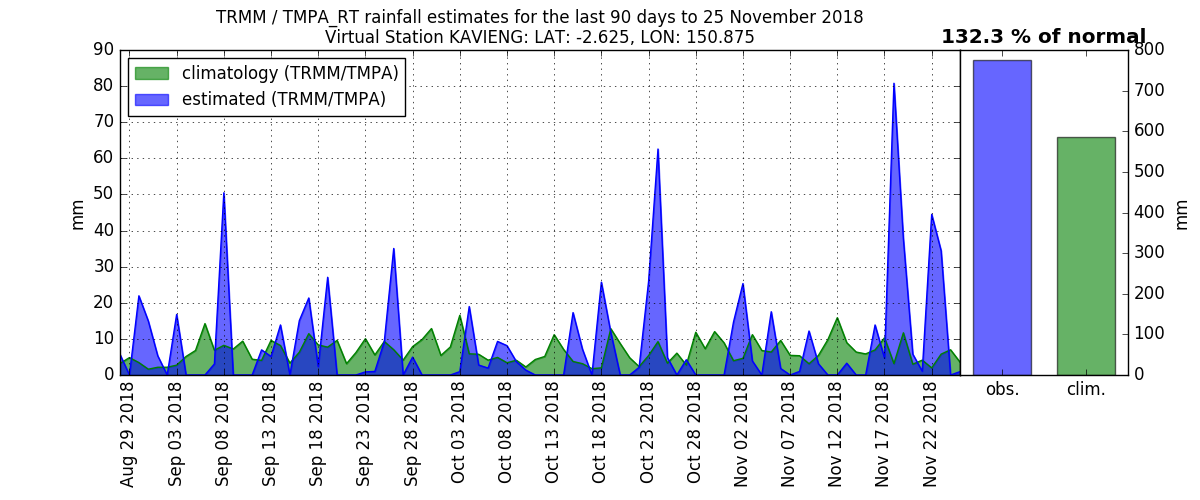 TRMM / TMPA_RT rainfall estimates for the last 90 days to 25 November 2018
Virtual Station KAVIENG: LAT: -2.625, LON: 150.875
132.3 % of normal
climatology (TRMM/TMPA)
estimated (TRMM/TMPA)
90
80
70
60
50
40
30
20
10
0
mm
Aug 29 2018
Sep 03 2018
Sep 08 2018
Sep 13 2018
Sep 18 2018
Sep 23 2018
Sep 28 2018
Oct 03 2018
Oct 08 2018
Oct 13 2018
Oct 18 2018
Oct 23 2018
Oct 28 2018
Nov 02 2018
Nov 07 2018
Nov 12 2018
Nov 17 2018
Nov 22 2018
obs.
clim.
800
700
600
500
400
300
200
100
0
mm